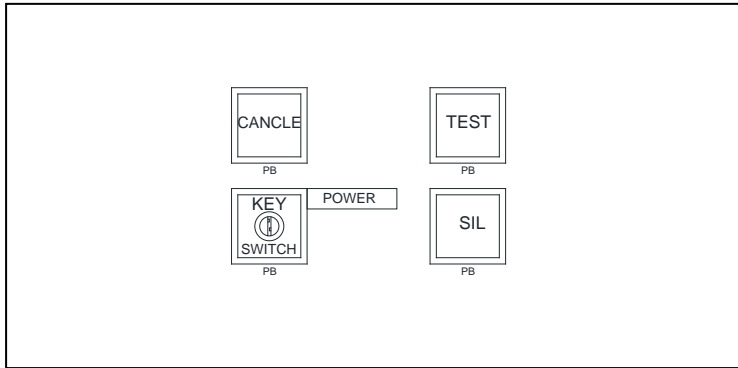 CANCLE
TEST
PB
PB
KEY
SWITCH
POWER
SIL
PB
PB